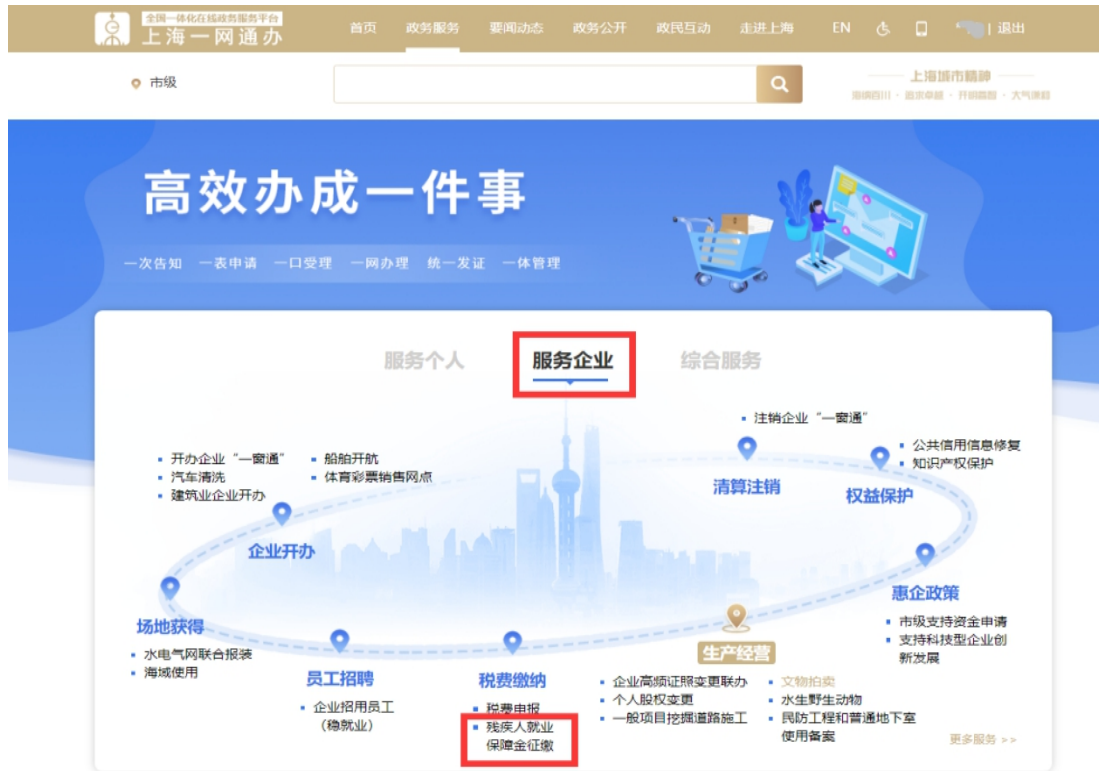 全国一体化在线政务服务平台
上海一网通办
首页 政务服务 要闻动态 政务公开 政民互动 走进上海 EN | 退出
市级
上海城市精神
海纳百川 · 追求卓越 · 开明睿智 · 大气谦和
高效办成一件事
一次告知 一表申请 一口受理 一网办理 统一发证 一体管理
服务个人 服务企业 综合服务
注销企业“一窗通”
清算注销
公共信用信息修复
知识产权保护
权益保护
开办企业“一窗通”
汽车清洗
建筑业企业开办
船舶开航
体育彩票销售网点
企业开办
惠企政策
市级支持资金申请
支持科技型企业创
新发展
场地获得
水电气网联合报装
海域使用
员工招聘
企业招用员工
(稳就业)
税费缴纳
税费申报
残疾人就业
保障金征缴
生产经营
企业高频证照变更联办
个人股权变更
一般项目挖掘道路施工
文物拍卖
水生野生动物
民防工程和普通地下室
使用备案
更多服务 >>